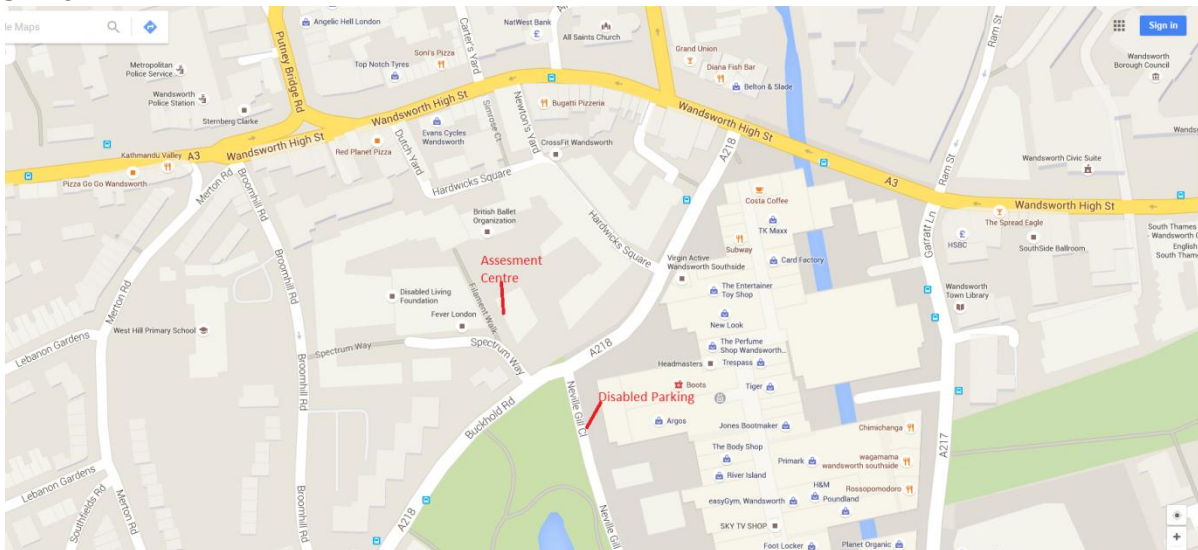 le Maps
Sign in
Angelic Hell London
NatWest Bank
All Saints Church
Carter's Yard
Ram St
Putney Bridge Rd
Metropolitan
Police Service
Soni's Pizza
Top Notch Tyres
Grand Union
Diana Fish Bar
Belton & Slade
Wandsworth
Borough Council
Wandsworth
Police Station
Sternberg Clarke
Wandsworth High St
Bugatti Pizzeria
Simrose Ct
Newton's Yard
Wandsworth High St
Evans Cycles
Wandsworth
CrossFit Wandsworth
A218
Wandsworth High St
Red Planet Pizza
Dutch Yard
Kathmandu Valley
A3
Pizza Go Go Wandsworth
Merton Rd
Broomhill Rd
Hardwicks Square
Wandsworth Civic Suite
Ram St
A3
Wandsworth High St
Costa Coffee
TK Maxx
The Spread Eagle
HSBC
SouthSide Ballroom
South Thames
Wandsworth C
English
South Tham
Garratt Ln
British Ballet
Organization
Hardwicks Square
Subway
Card Factory
Virgin Active
Wandsworth Southside
Assesment
Centre
Disabled Living
Foundation
Fever London
Filament Walk
The Entertainer
Toy Shop
Wandsworth
Town Library
New Look
Merton Rd
West Hill Primary School
Lebanon Gardens
Spectrum Way
Spectrum Way
A218
The Perfume
Shop Wandsworth...
Headmasters
Trespass
Broomhill Rd
Boots
Tiger
Disabled Parking
Neville Gill Cl
Buckhold Rd
Argos
Jones Bootmaker
Chimichanga
A217
The Body Shop
Primark
wagamama
wandsworth southside
River Island
H&M
Rossopomodoro
Lebanon Gardens
Southfields Rd
Merton Rd
easyGym, Wandsworth
Poundland
A218
SKY TV SHOP
Foot Locker
Planet Organic